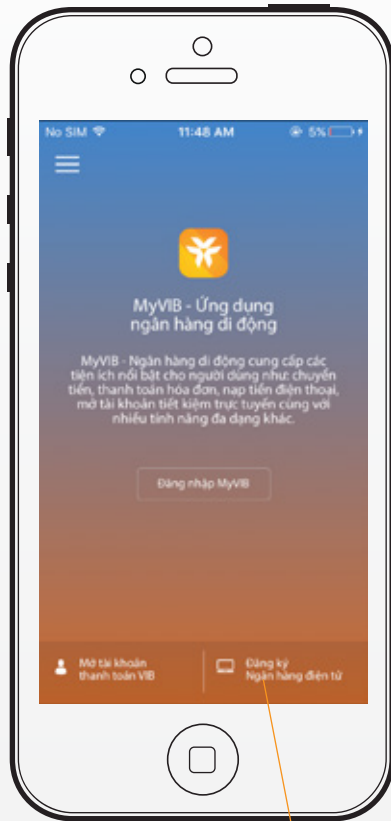 No SIM 11:48 AM 5%
MyVIB - Ứng dụng
ngân hàng di động
MyVIB - Ngân hàng di động cung cấp các
tiện ích nổi bật cho người dùng như: chuyển
tiền, thanh toán hóa đơn, nạp tiền điện thoại,
mở tài khoản tiết kiệm trực tuyến cùng với
nhiều tính năng đa dạng khác.
Đăng nhập MyVIB
Mở tài khoản
thanh toán VIB
Đăng ký
Ngân hàng điện tử